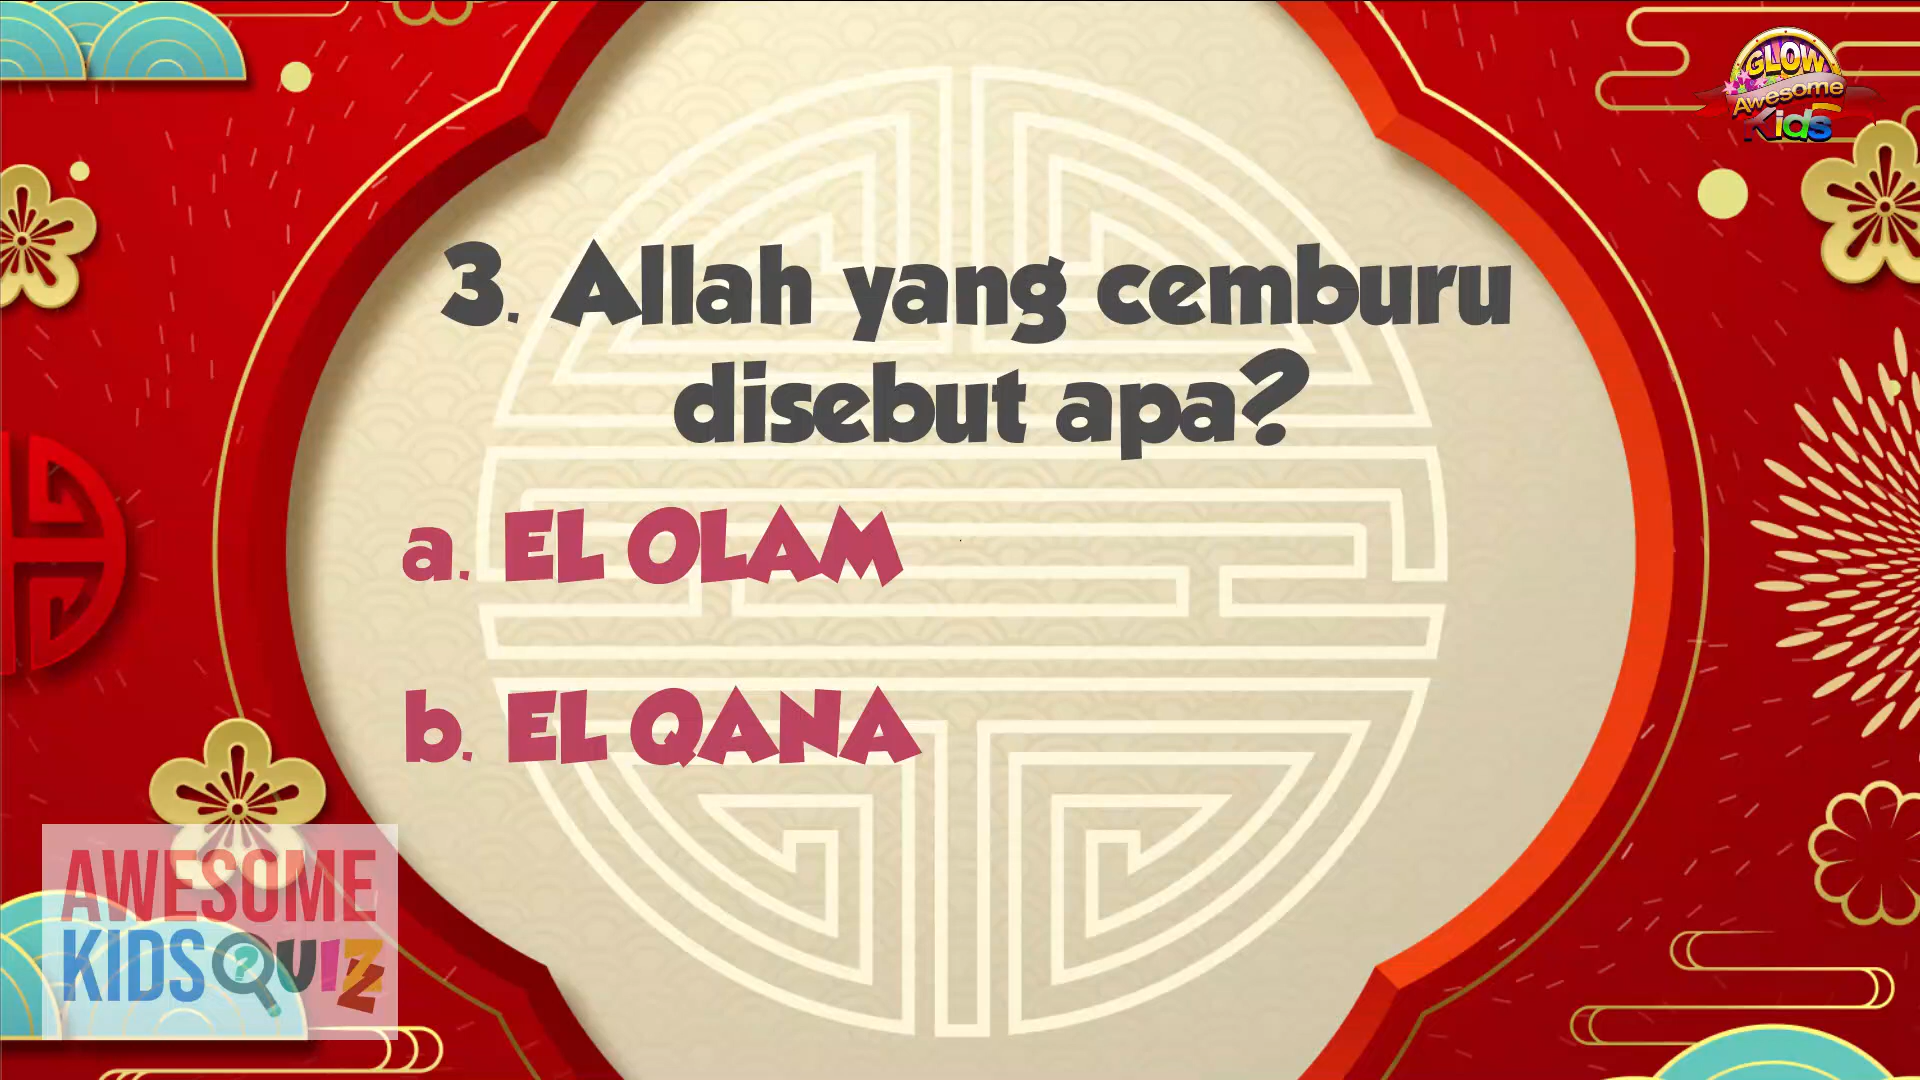 GLOW
Awesome
Kids
3. Allah yang cemburu
disebut apa?
a. EL OLAM
b. EL QANA
AWESOME
KIDS QUIZ